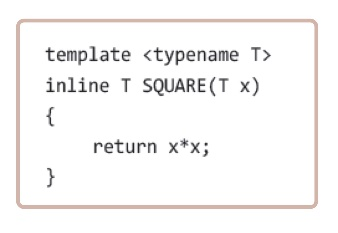 template <typename T>
inline T SQUARE(T x)
{
return x*x;
}